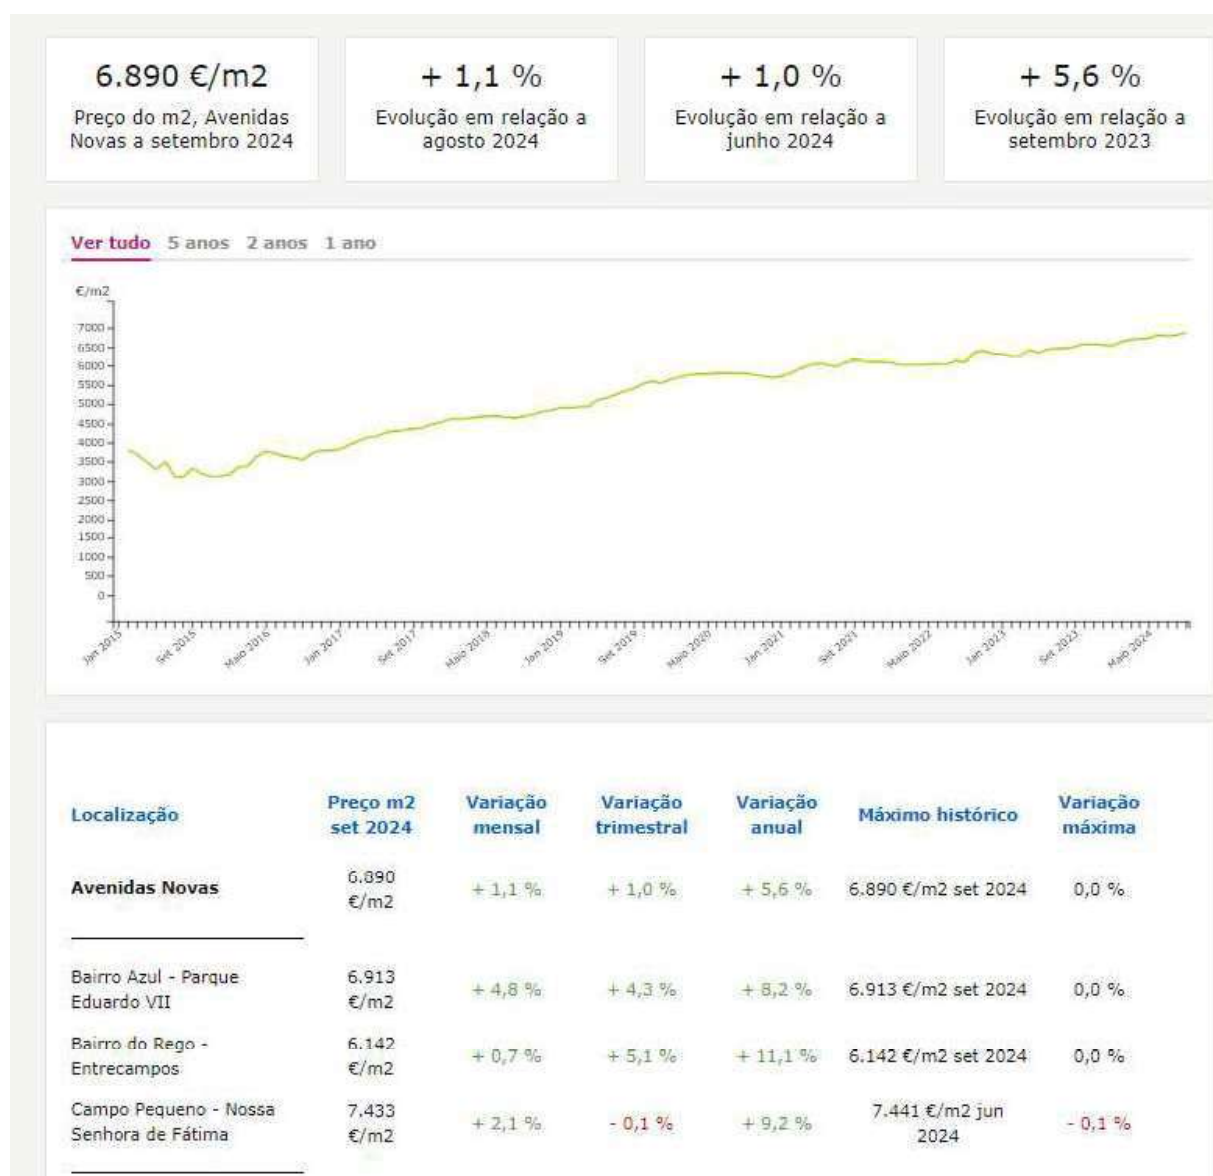 6.890 €/m2
Preço do m2, Avenidas
Novas a setembro 2024
+ 1,1 %
Evolução em relação a
agosto 2024
+ 1,0 %
Evolução em relação a
junho 2024
+ 5,6 %
Evolução em relação a
setembro 2023
Ver tudo 5 anos 2 anos 1 ano
€/m2
7000
6500
6000
5500
5000
4500
4000
3500
3000
2500
2000
1500
1000
500
0
Jan 2015 Set 2015 Maio 2016 Jan 2017 Set 2017 Maio 2018 Jan 2019 Set 2019 Maio 2020 Jan 2021 Set 2021 Maio 2022 Jan 2023 Set 2023 Maio 2024
Localização
Preço m2
set 2024
Variação
mensal
Variação
trimestral
Variação
anual
Máximo histórico
Variação
máxima
Avenidas Novas
6.890
€/m2
+ 1,1 %
+ 1,0 %
+ 5,6 %
6.890 €/m2 set 2024
0,0 %
Bairro Azul - Parque
Eduardo VII
6.913
€/m2
+ 4,8 %
+ 4,3 %
+ 8,2 %
6.913 €/m2 set 2024
0,0 %
Bairro do Rego -
Entrecampos
6.142
€/m2
+ 0,7 %
+ 5,1 %
+ 11,1 %
6.142 €/m2 set 2024
0,0 %
Campo Pequeno - Nossa
Senhora de Fátima
7.433
€/m2
+ 2,1 %
- 0,1 %
+ 9,2 %
7.441 €/m2 jun
2024
- 0,1 %